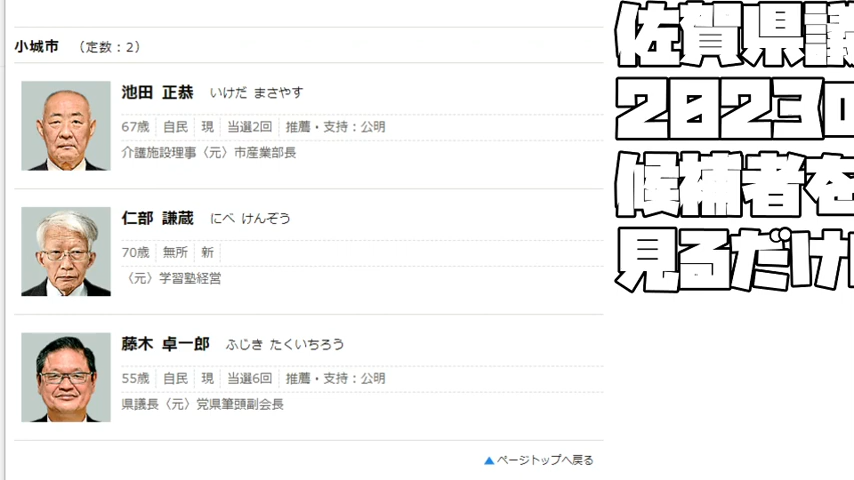 小城市 （定数：2）
池田 正恭 いけだ まさやす
67歳 自民 現 当選2回 推薦・支持：公明
介護施設理事〈元〉市産業部長
仁部 謙蔵 にべ けんぞう
70歳 無所 新
〈元〉学習塾経営
藤木 卓一郎 ふじき たくいちろう
55歳 自民 現 当選6回 推薦・支持：公明
県議長〈元〉党県筆頭副会長
▲ページトップへ戻る
佐賀県議
2023の
候補者を
見るだけ